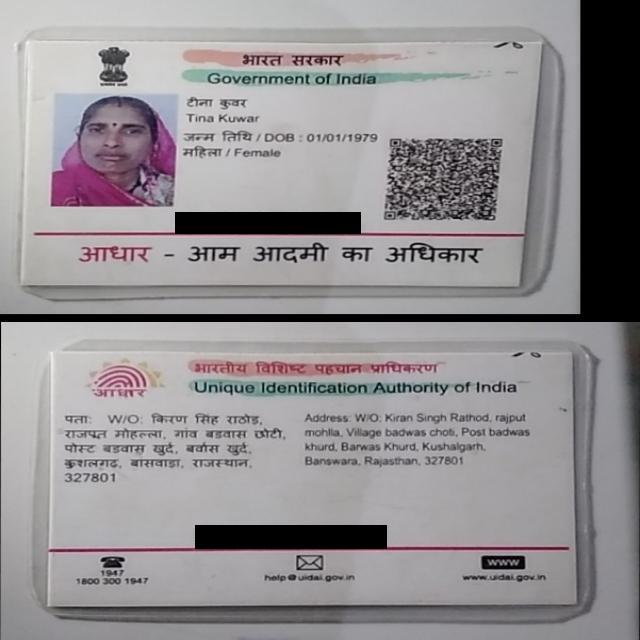 भारत सरकार
Government of India
टीना कुवर
Tina Kuwar
जन्म तिथि / DOB : 01/01/1979
महिला / Female
आधार - आम आदमी का अधिकार
भारतीय विशिष्ट पहचान प्राधिकरण
Unique Identification Authority of India
आधार
पता: W/O: किरण सिंह राठोड़,
राजपूत मोहल्ला, गांव बडवास छोटी,
पोस्ट बडवास खुर्द, बर्वास खुर्द,
कुशलगढ़, बासवाडा, राजस्थान,
327801
Address: W/O: Kiran Singh Rathod, rajput
mohlla, Village badwas choti, Post badwas
khurd, Barwas Khurd, Kushalgarh,
Banswara, Rajasthan, 327801
1947
1800 300 1947
help@uidai.gov.in
www
www.uidai.gov.in